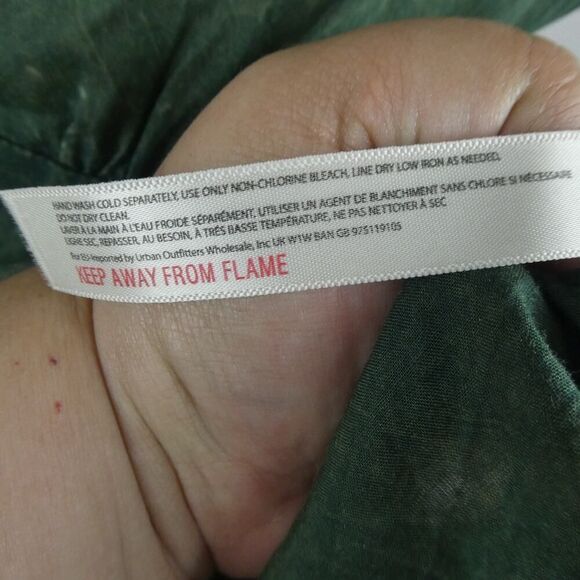 HAND WASH COLD SEPARATELY, USE ONLY NON-CHLORINE BLEACH, LINE DRY LOW IRON AS NEEDED,
DO NOT DRY CLEAN.
LAVER À LA MAIN À L'EAU FROIDE SÉPARÉMENT, UTILISER UN AGENT DE BLANCHIMENT SANS CHLORE SI NÉCESSAIRE
LIGNE SEC, REPASSER, AU BESOIN, À TRÉS BASSE TEMPÉRATURE, NE PAS NETTOYER À SEC
For EU-Imported by Urban Outfitters Wholesale, Inc UK W1W 8AN GB 975119105
KEEP AWAY FROM FLAME